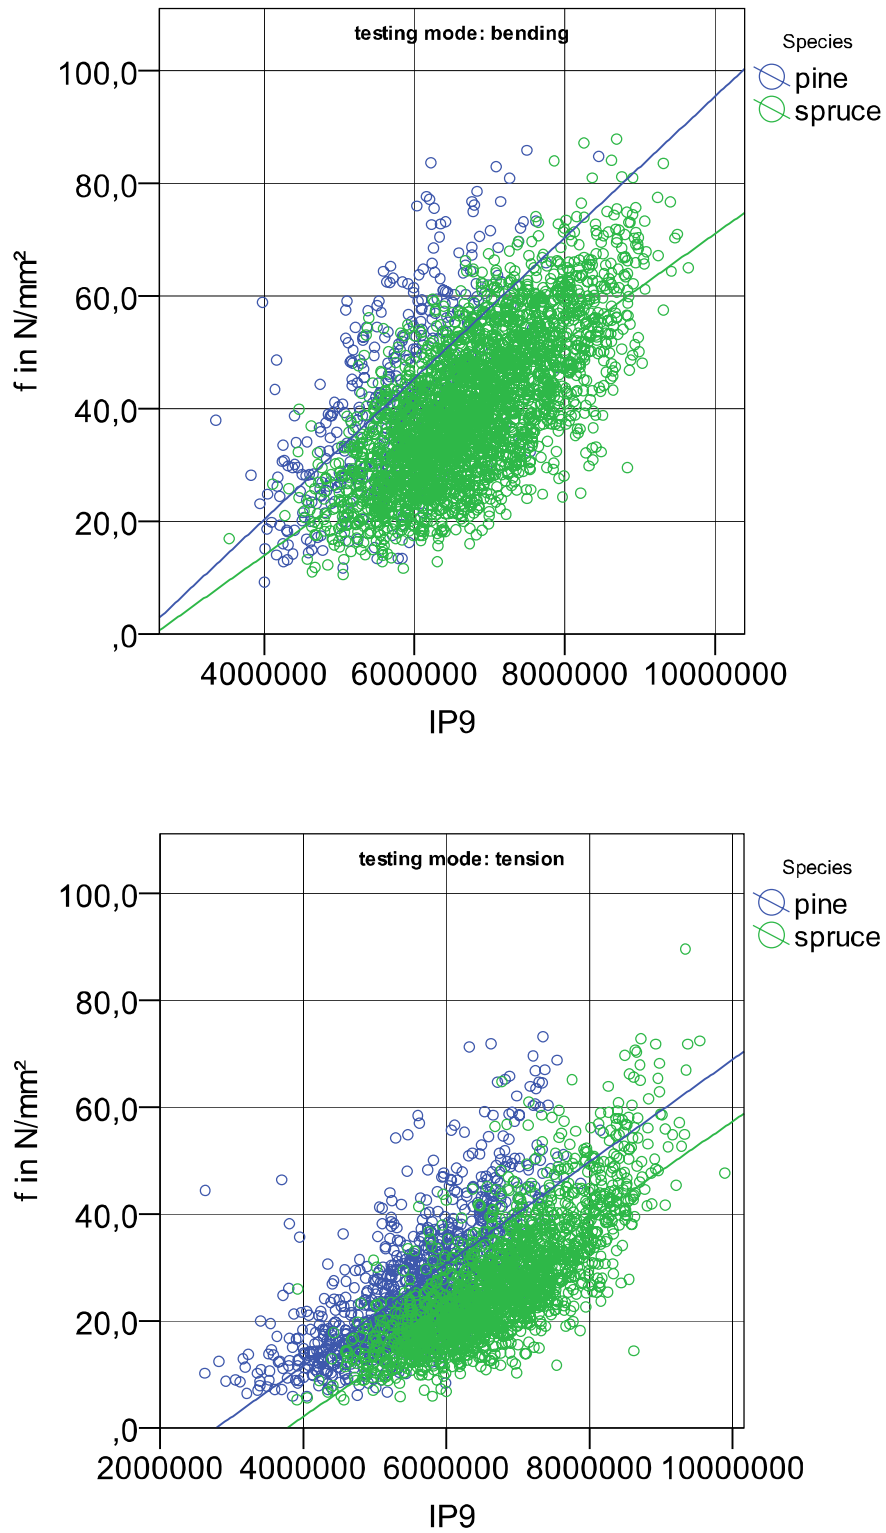 testing mode: bending
Species
pine
spruce
100,0
80,0
60,0
40,0
20,0
,0
f in N/mm²
4000000 6000000 8000000 10000000
IP9
testing mode: tension
Species
pine
spruce
100,0
80,0
60,0
40,0
20,0
,0
f in N/mm²
2000000 4000000 6000000 8000000 10000000
IP9